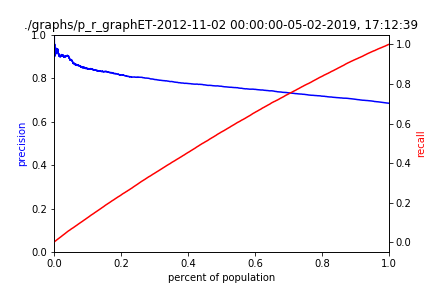 ./graphs/p_r_graphET-2012-11-02 00:00:00-05-02-2019, 17:12:39
1.0
0.8
0.6
0.4
0.2
0.0
precision
0.0 0.2 0.4 0.6 0.8 1.0
percent of population
1.0
0.8
0.6
0.4
0.2
0.0
recall